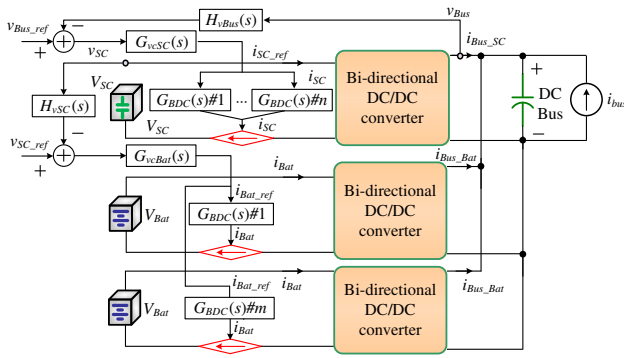 v_Bus_ref
H_vBus(s)
v_Bus
−
+
v_SC
G_vcSC(s)
i_SC_ref
i_Bus_SC
V_SC
i_SC
H_vSC(s)
G_BDC(s)#1
...
G_BDC(s)#n
V_SC
i_SC
Bi-directional
DC/DC
converter
+
DC
Bus
−
i_bus
v_SC_ref
−
+
G_vcBat(s)
i_Bat
i_Bus_Bat
i_Bat_ref
V_Bat
G_BDC(s)#1
i_Bat
Bi-directional
DC/DC
converter
i_Bat_ref
i_Bat
i_Bus_Bat
V_Bat
G_BDC(s)#m
i_Bat
Bi-directional
DC/DC
converter